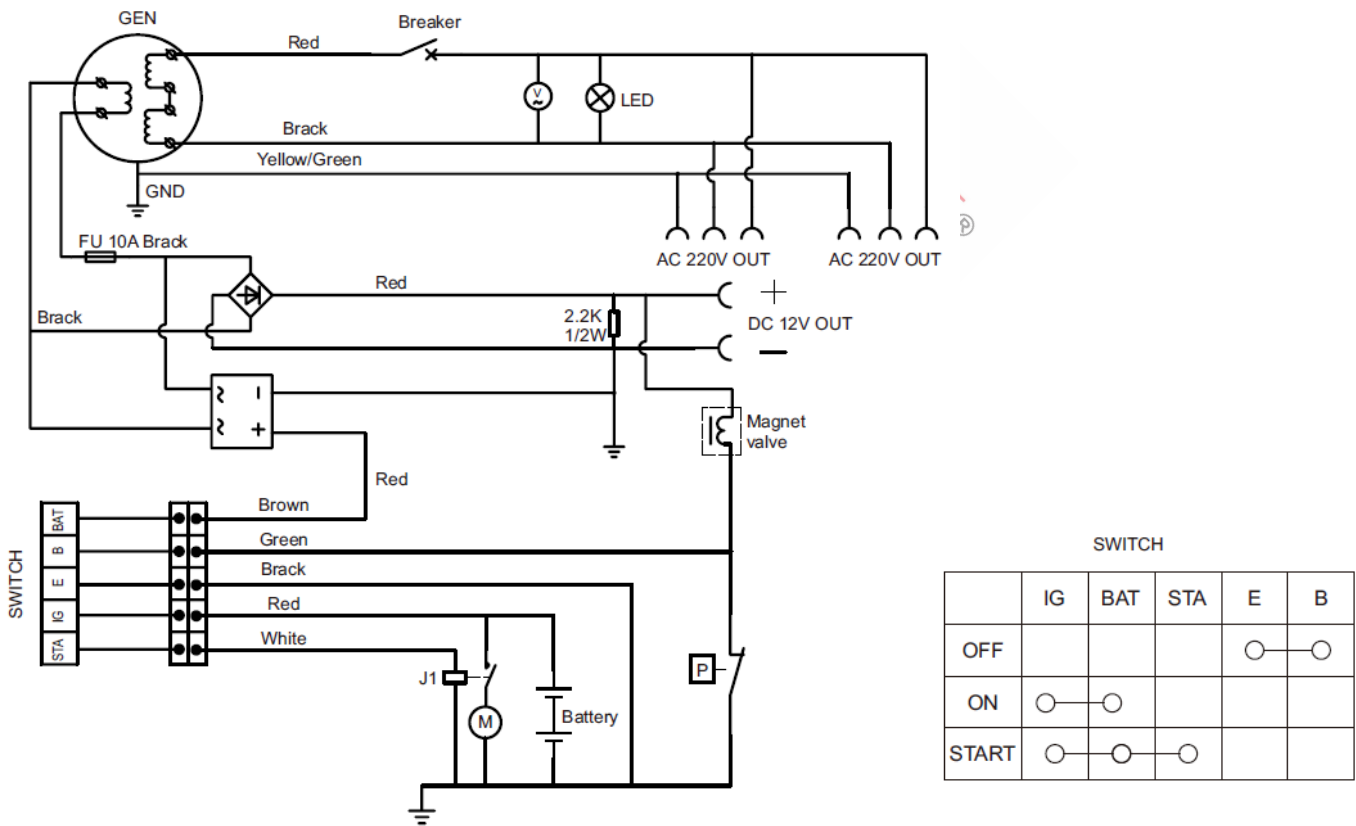 GEN
Breaker
Red
V
~
LED
Brack
Yellow/Green
GND
FU 10A Brack
AC 220V OUT
AC 220V OUT
Red
+
2.2K
1/2W
DC 12V OUT
—
Brack
~ −
~ +
Magnet
valve
Red
SWITCH
BAT
B
E
IG
STA
Brown
Green
Brack
Red
White
J1
M
Battery
P
SWITCH
IG BAT STA E B
OFF
ON
START